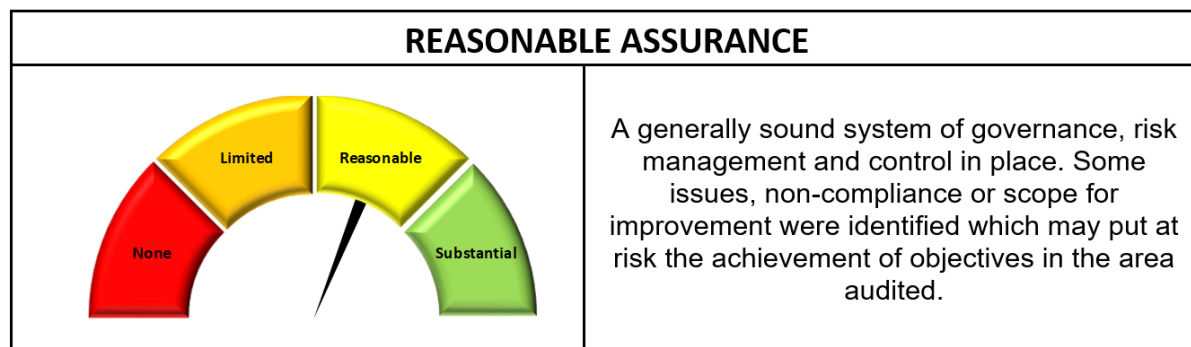 REASONABLE ASSURANCE
Limited
Reasonable
None
Substantial
A generally sound system of governance, risk
management and control in place. Some
issues, non-compliance or scope for
improvement were identified which may put at
risk the achievement of objectives in the area
audited.